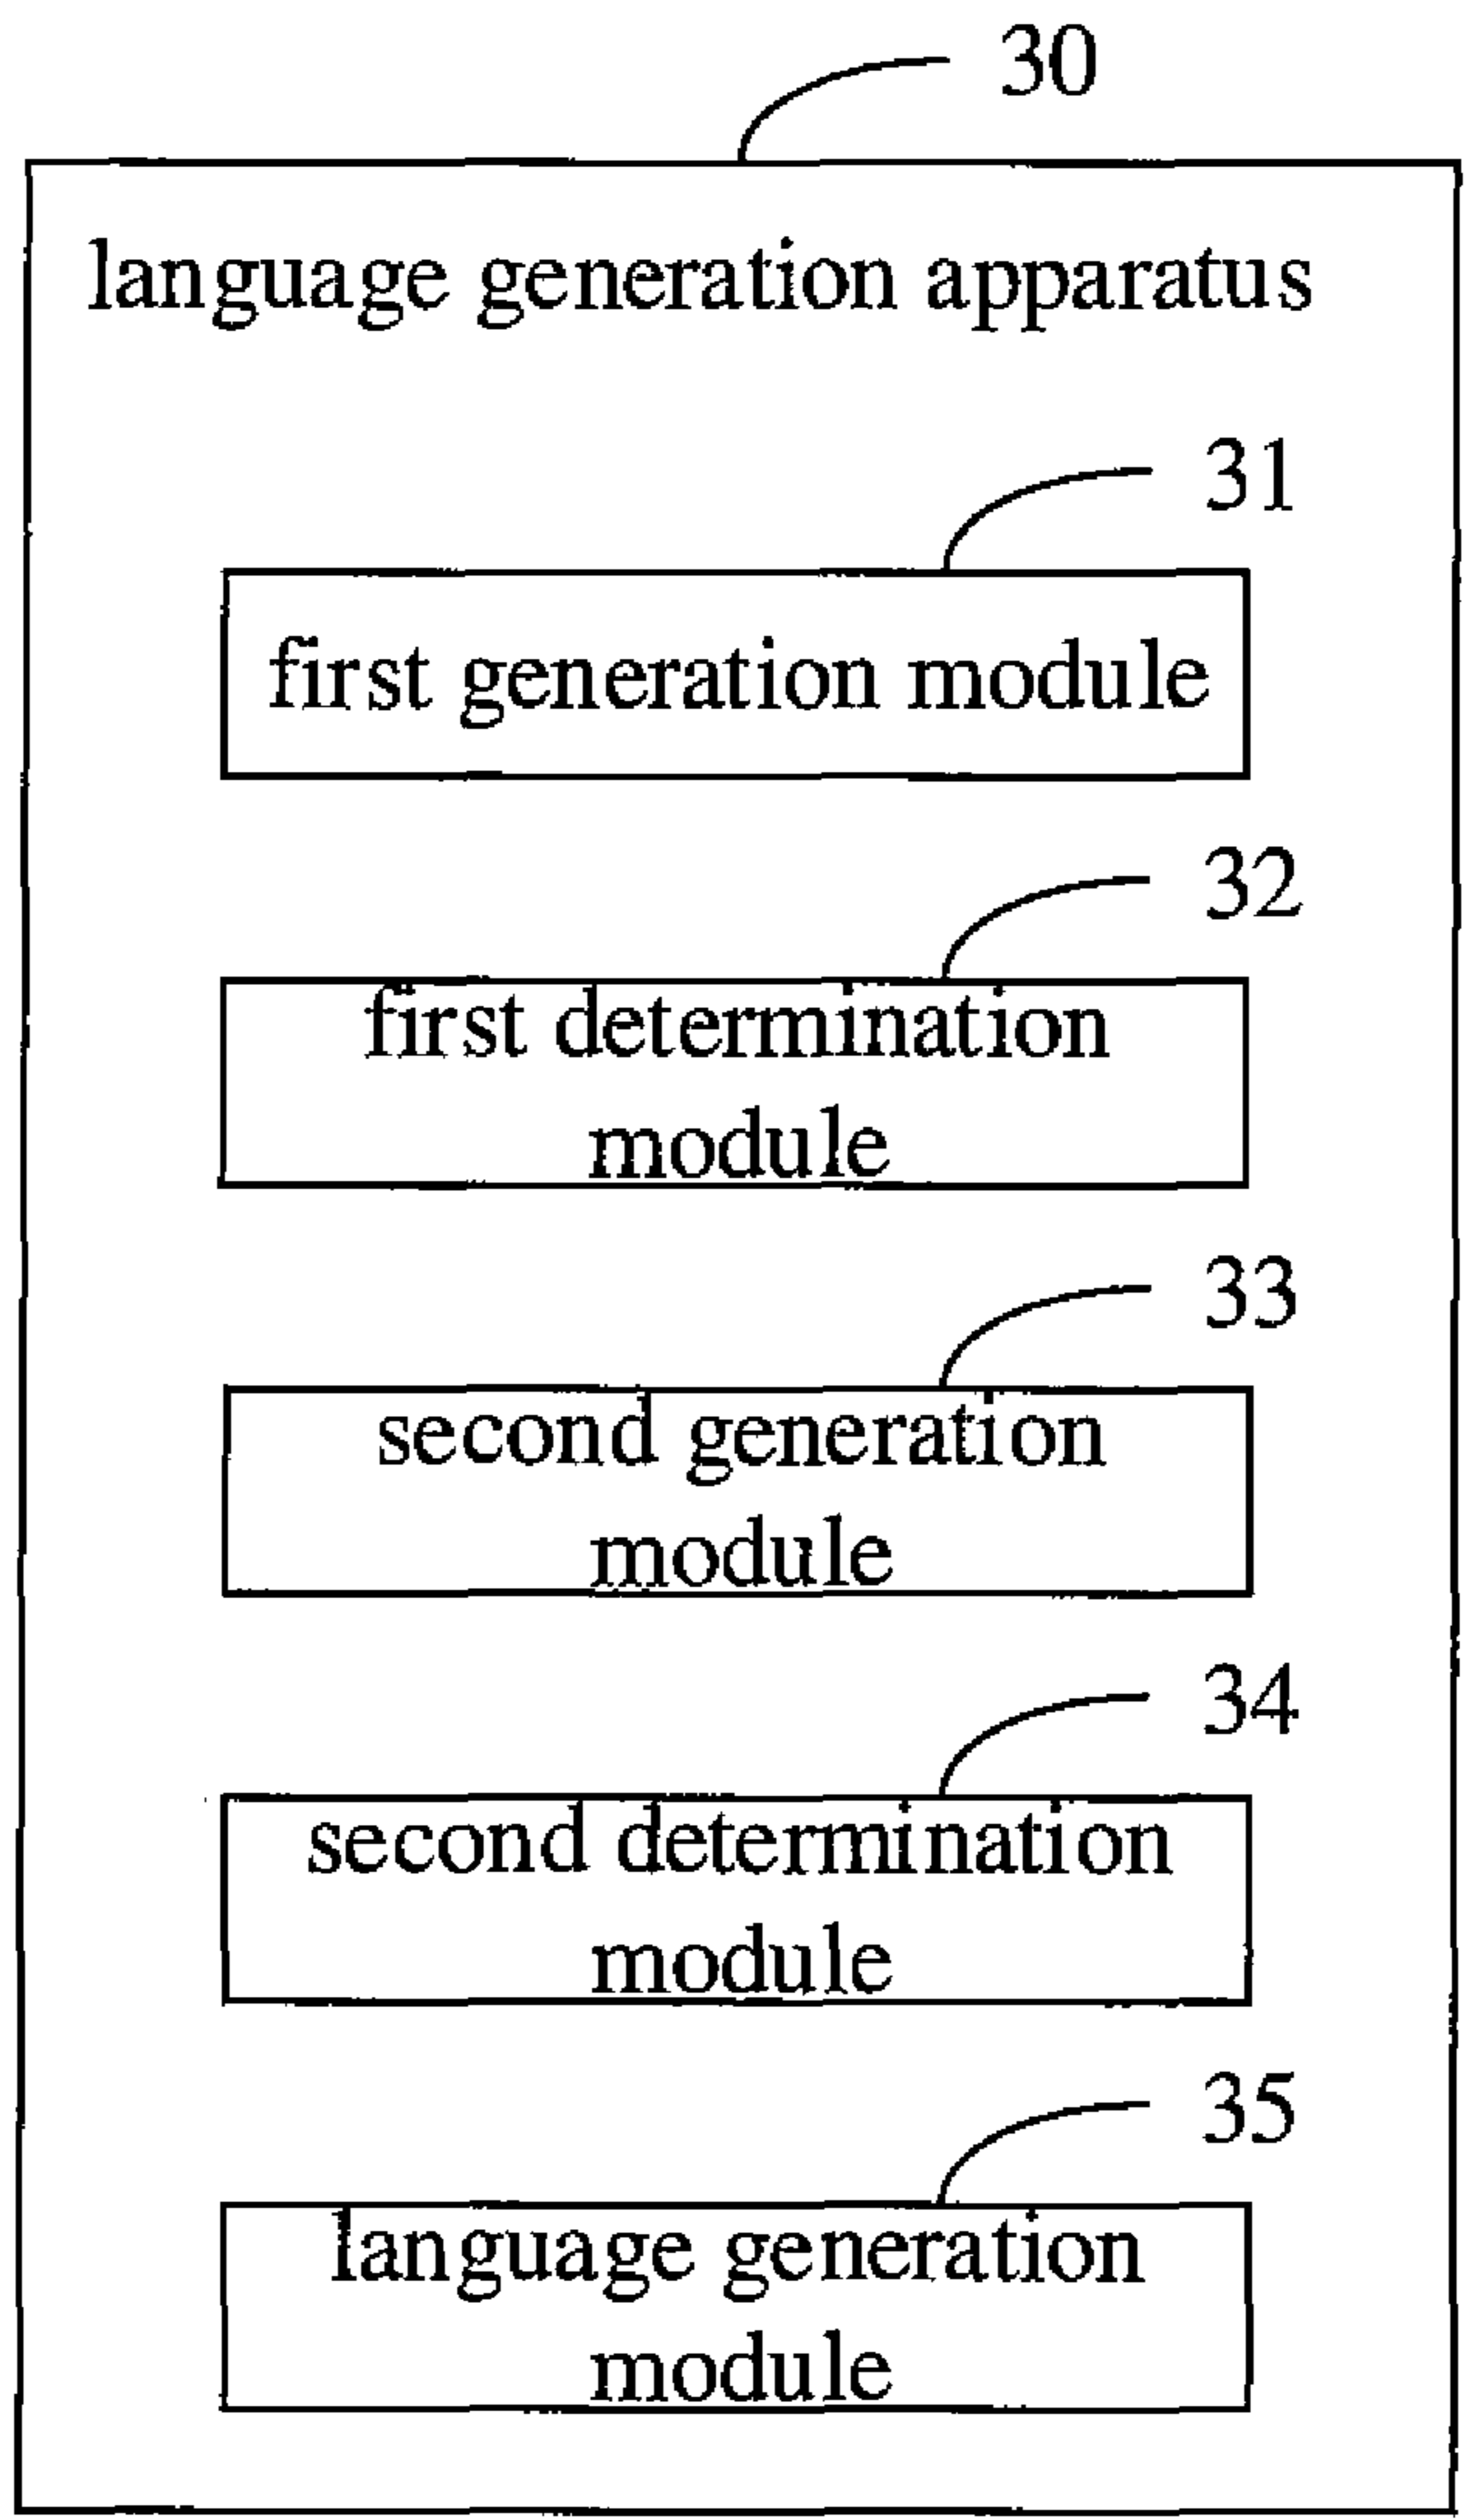 30
language generation apparatus
31
first generation module
32
first determination
module
33
second generation
module
34
second determination
module
35
language generation
module